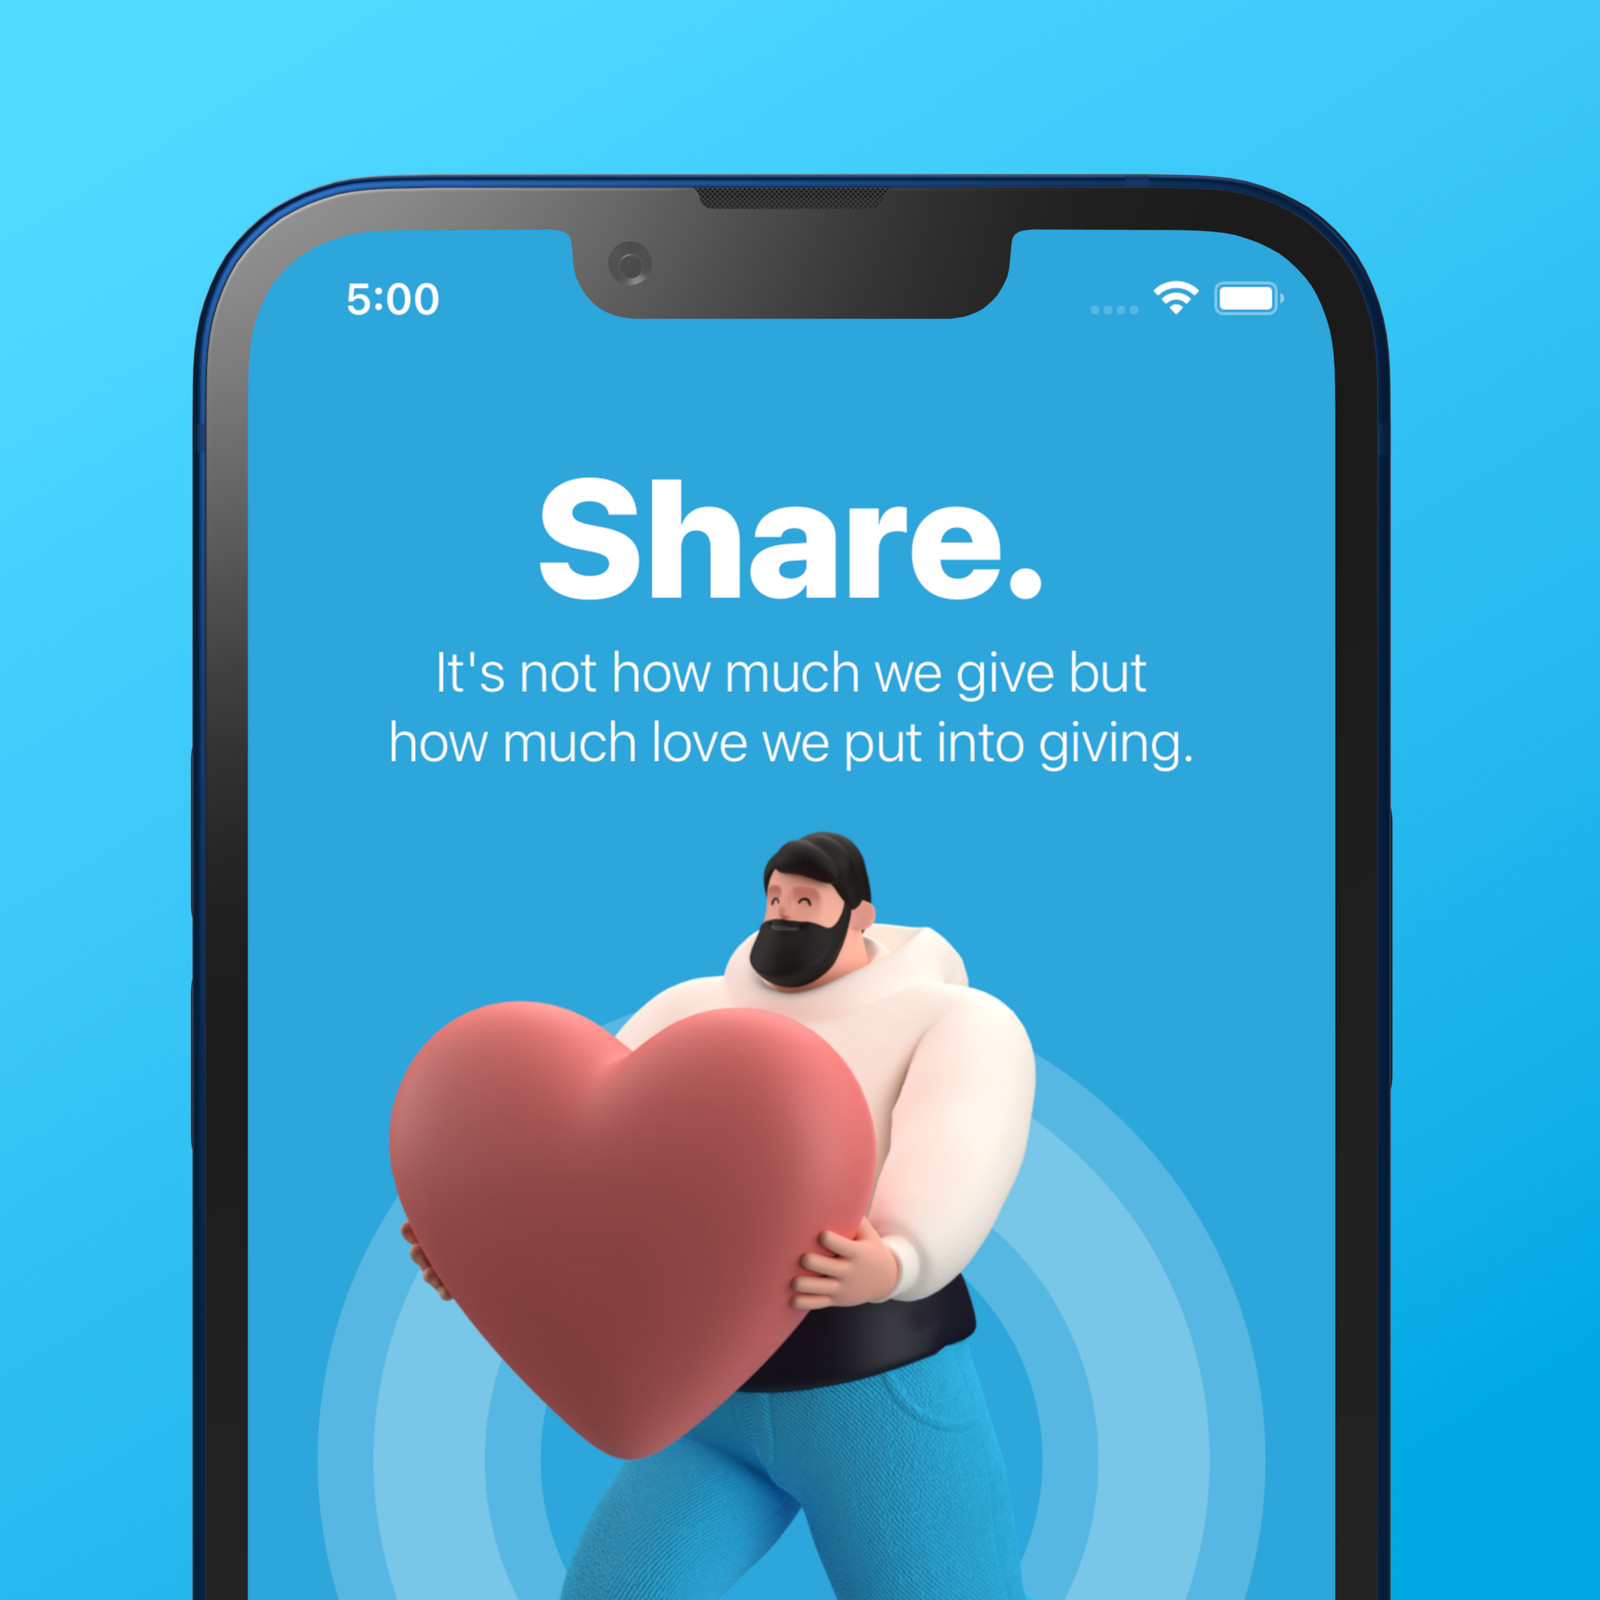 5:00
Share.
It's not how much we give but
how much love we put into giving.